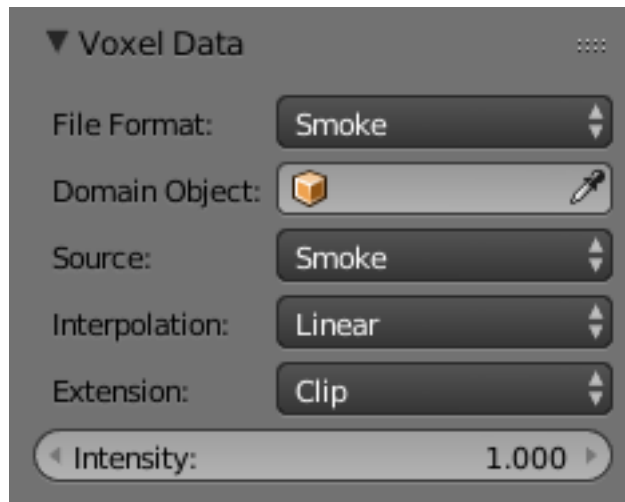 Voxel Data
File Format: Smoke
Domain Object:
Source: Smoke
Interpolation: Linear
Extension: Clip
Intensity: 1.000